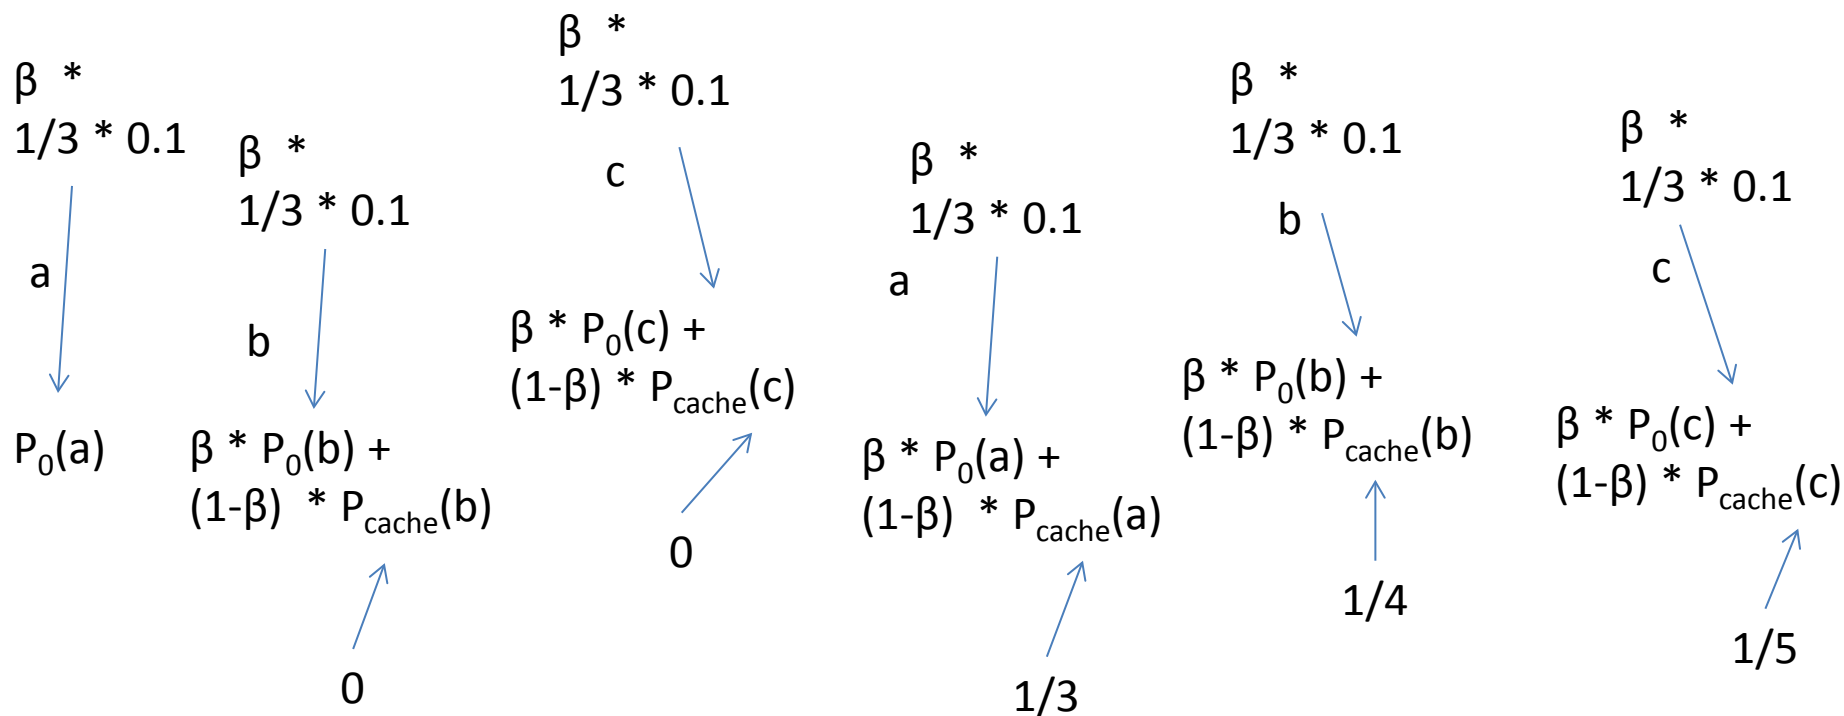 β *
1/3 * 0.1
a
P₀(a)
β *
1/3 * 0.1
b
β * P₀(b) +
(1-β) * Pcache(b)
0
β *
1/3 * 0.1
c
β * P₀(c) +
(1-β) * Pcache(c)
0
β *
1/3 * 0.1
a
β * P₀(a) +
(1-β) * Pcache(a)
1/3
β *
1/3 * 0.1
b
β * P₀(b) +
(1-β) * Pcache(b)
1/4
β *
1/3 * 0.1
c
β * P₀(c) +
(1-β) * Pcache(c)
1/5